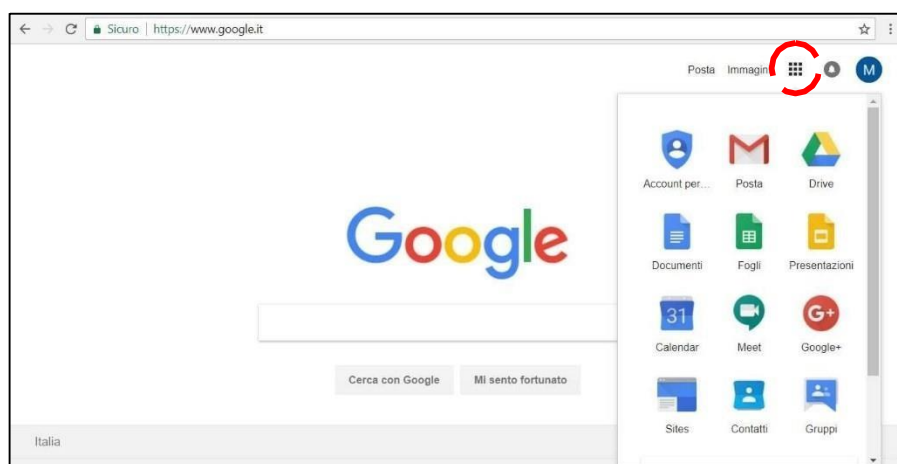 Sicuro | https://www.google.it
Posta Immagin
M
Account per... Posta Drive
Google
Documenti Fogli Presentazioni
31 G+
Calendar Meet Google+
Cerca con Google Mi sento fortunato
Sites Contatti Gruppi
Italia